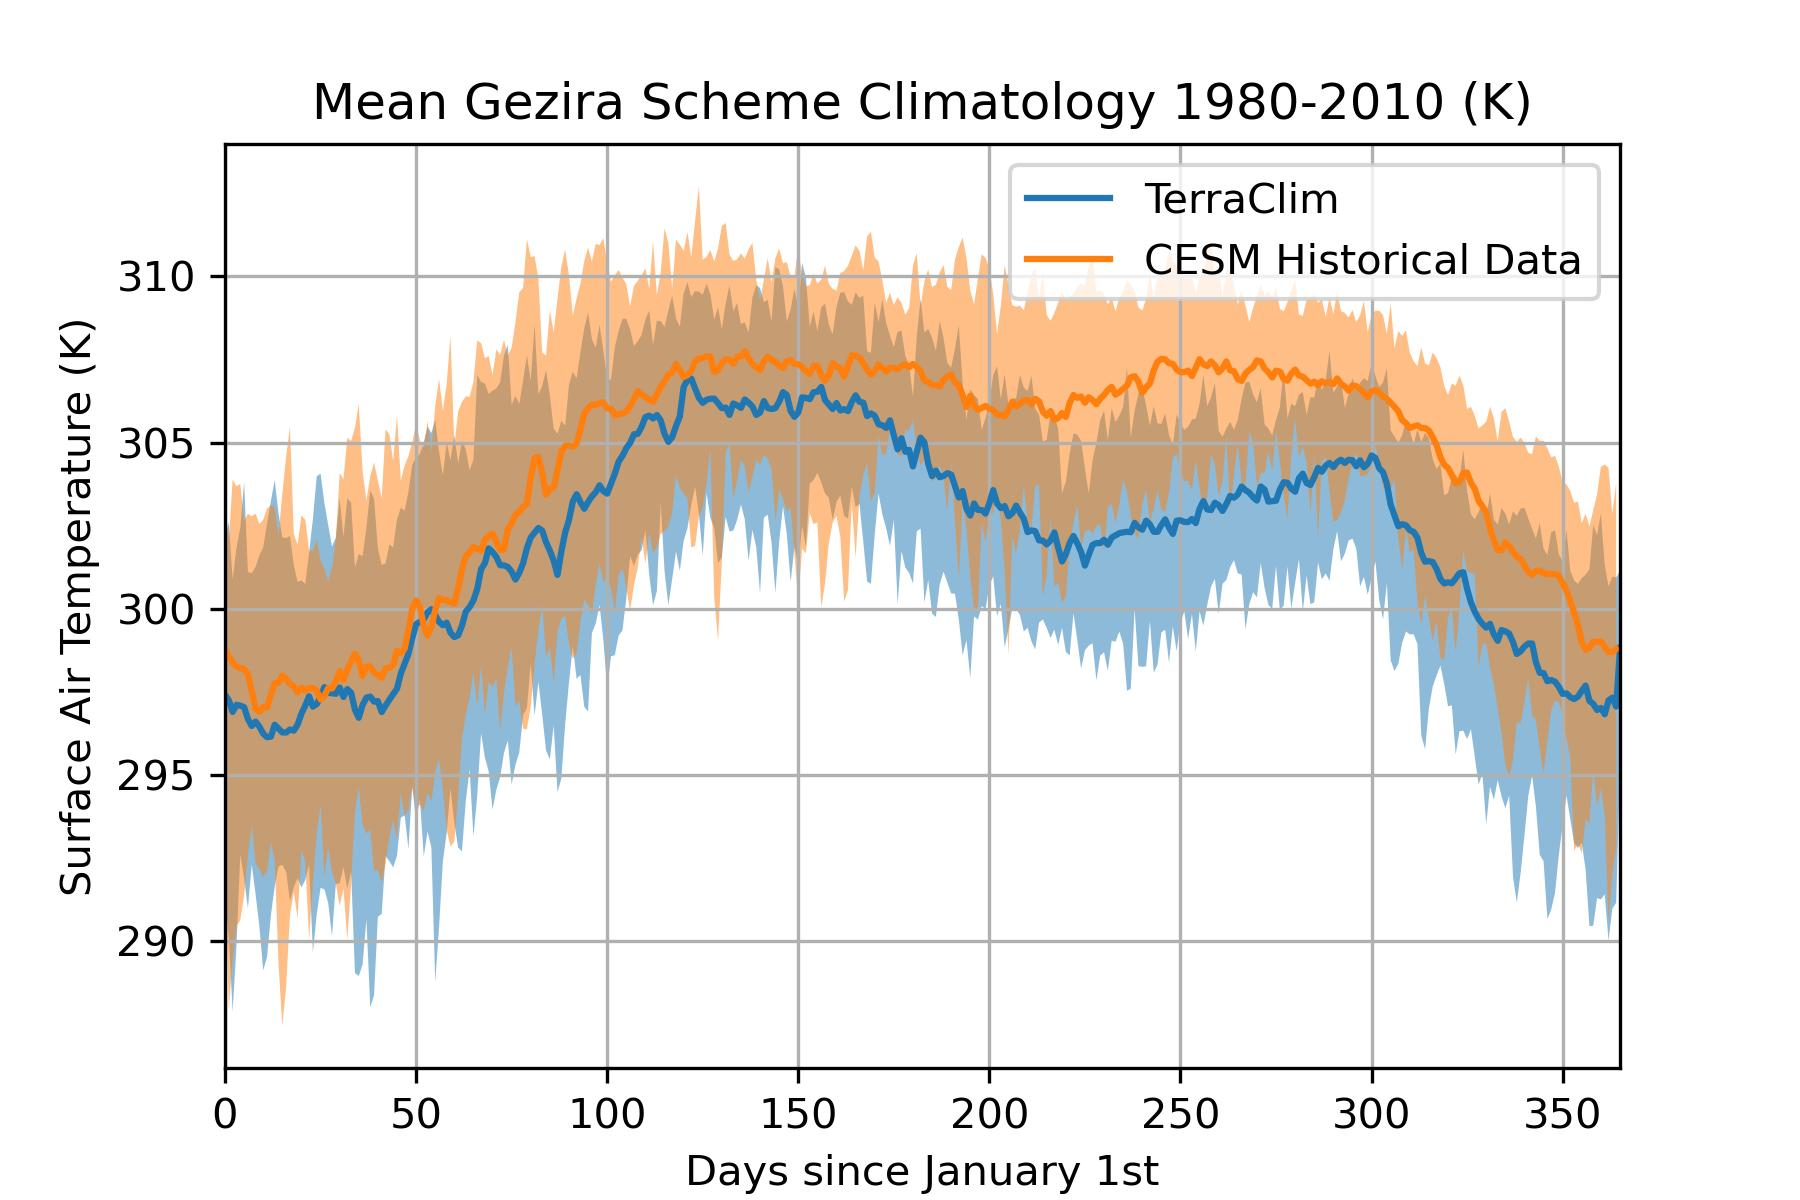 Mean Gezira Scheme Climatology 1980-2010 (K)
TerraClim
CESM Historical Data
Surface Air Temperature (K)
310
305
300
295
290
0 50 100 150 200 250 300 350
Days since January 1st